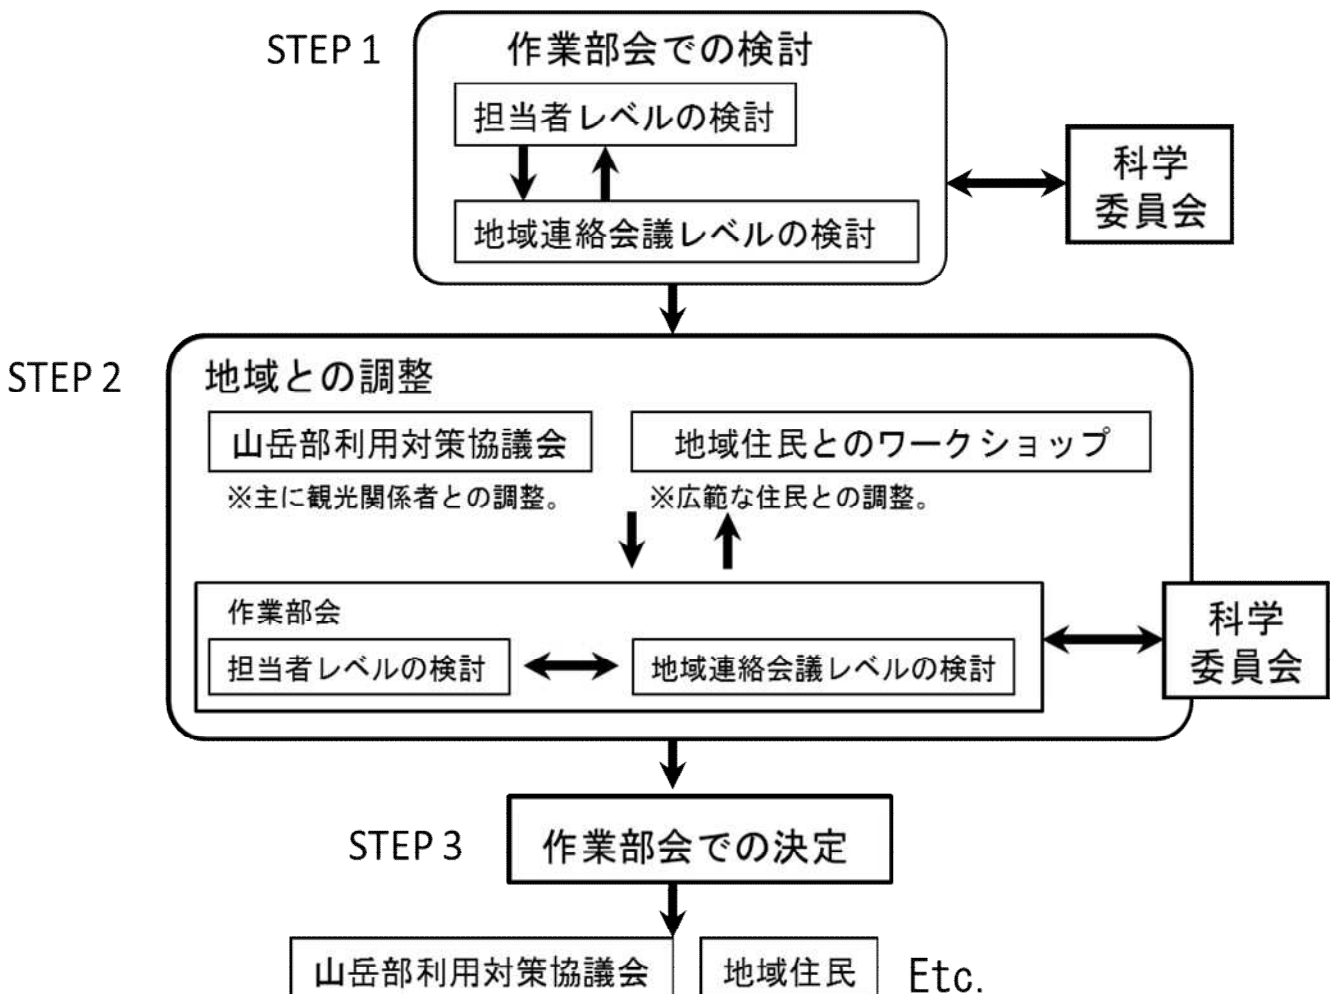 STEP 1
作業部会での検討
担当者レベルの検討
地域連絡会議レベルの検討
科学
委員会
STEP 2
地域との調整
山岳部利用対策協議会
地域住民とのワークショップ
※主に観光関係者との調整。
※広範な住民との調整。
作業部会
担当者レベルの検討
地域連絡会議レベルの検討
科学
委員会
STEP 3
作業部会での決定
山岳部利用対策協議会
地域住民
Etc.